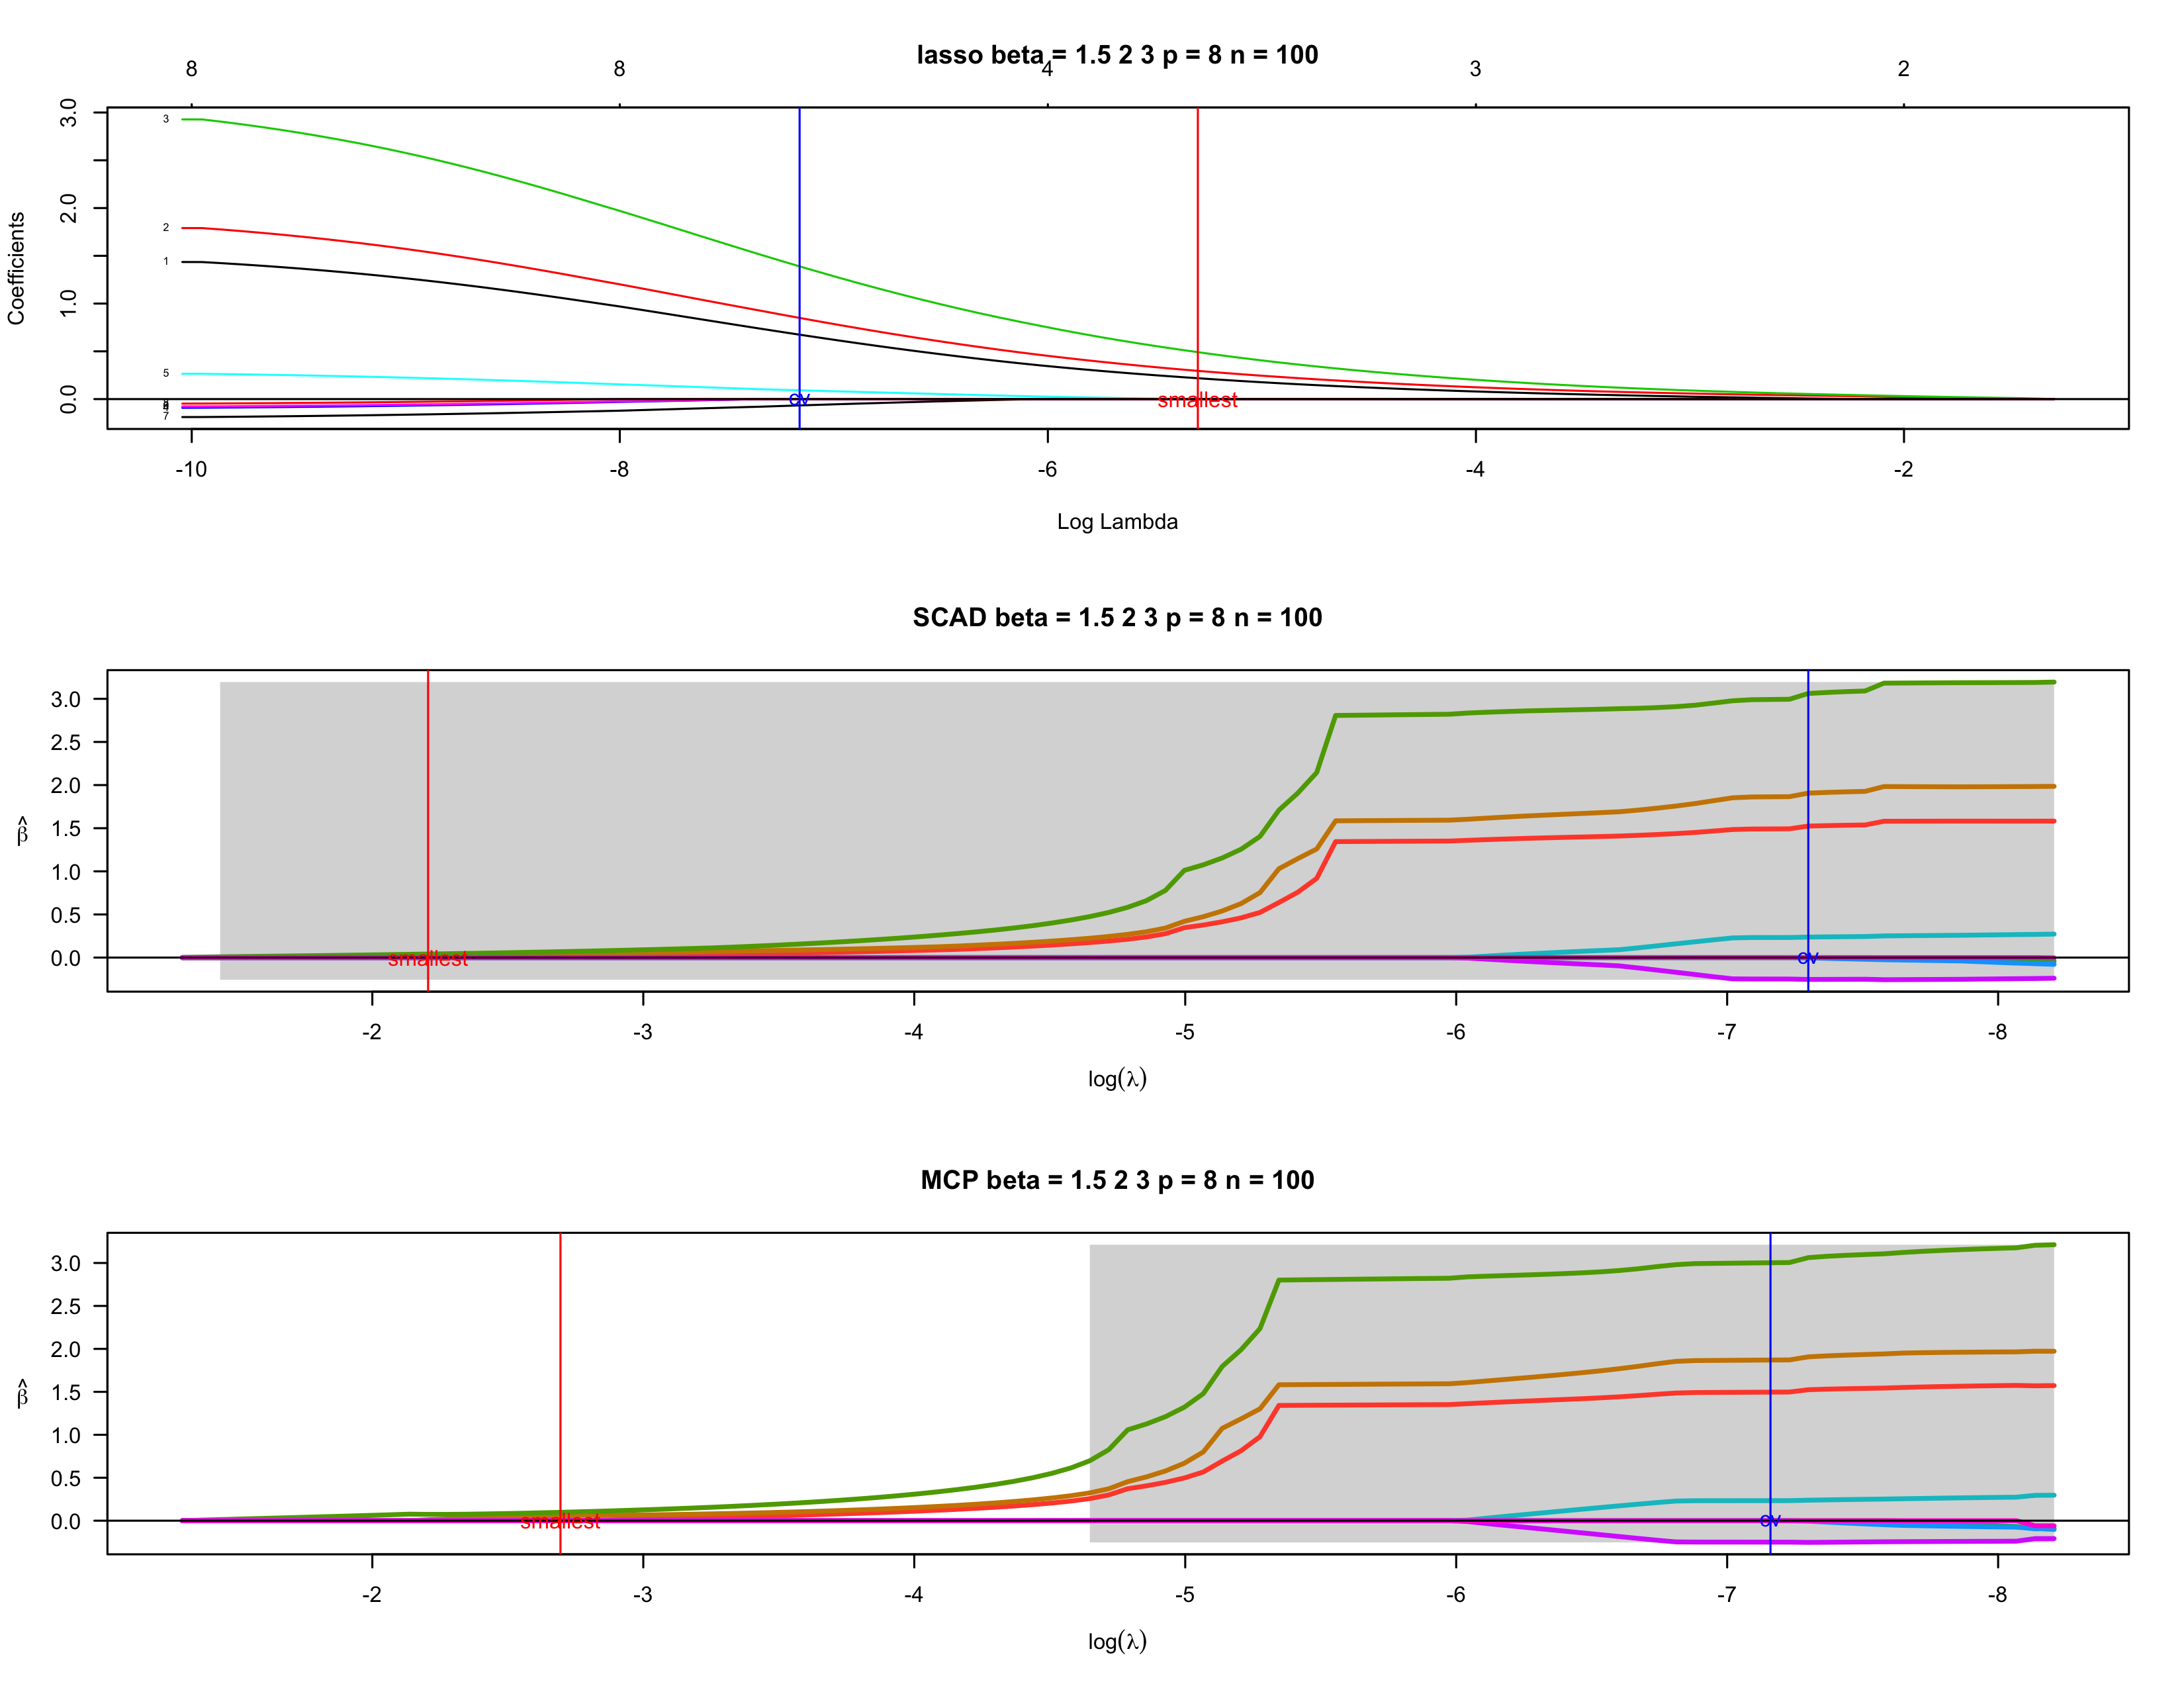 lasso beta = 1.5 2 3 p = 8 n = 100
8 8 4 3 2
Coefficients
3.0
2.0
1.0
0.0
3
2
1
5
7
cv
smallest
-10 -8 -6 -4 -2
Log Lambda
SCAD beta = 1.5 2 3 p = 8 n = 100
β̂
3.0
2.5
2.0
1.5
1.0
0.5
0.0
smallest
cv
-2 -3 -4 -5 -6 -7 -8
log(λ)
MCP beta = 1.5 2 3 p = 8 n = 100
β̂
3.0
2.5
2.0
1.5
1.0
0.5
0.0
smallest
cv
-2 -3 -4 -5 -6 -7 -8
log(λ)